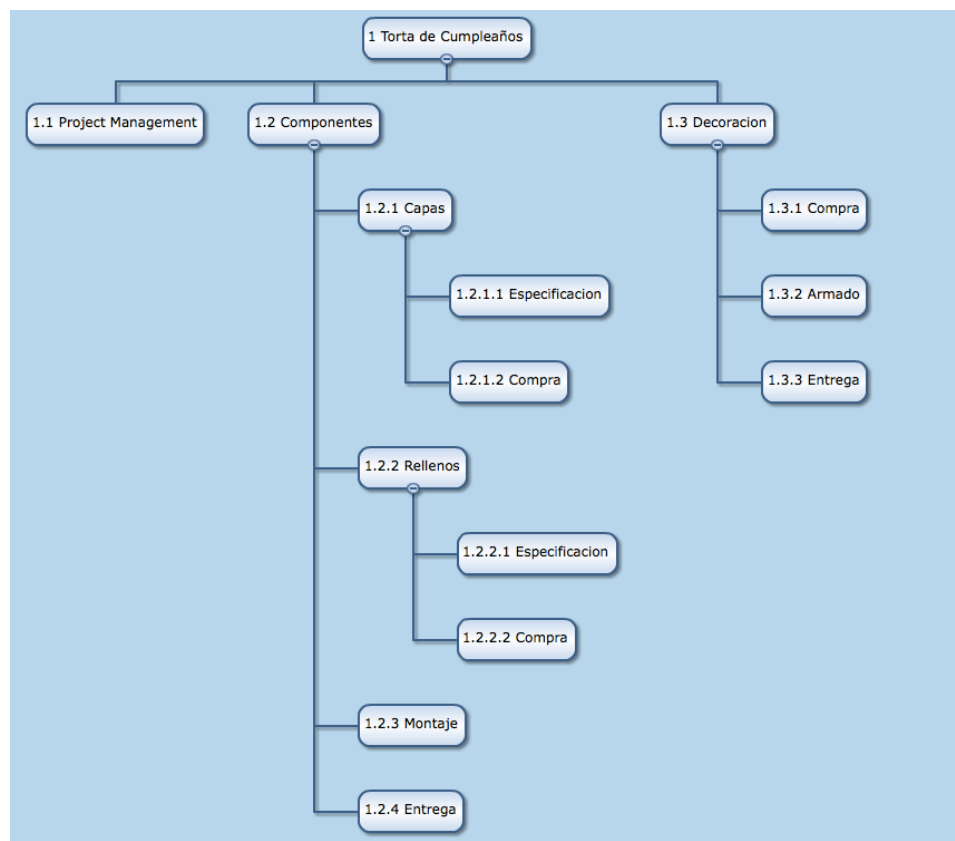 1 Torta de Cumpleaños
1.1 Project Management
1.2 Componentes
1.3 Decoracion
1.2.1 Capas
1.3.1 Compra
1.2.1.1 Especificacion
1.3.2 Armado
1.2.1.2 Compra
1.3.3 Entrega
1.2.2 Rellenos
1.2.2.1 Especificacion
1.2.2.2 Compra
1.2.3 Montaje
1.2.4 Entrega